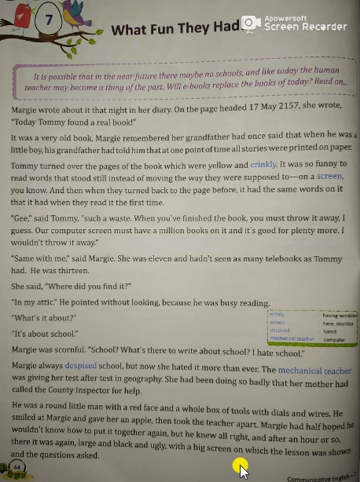 7
What Fun They Had
Apowersoft
Screen Recorder
It is possible that in the near future there maybe no schools, and like today the human
teacher may become a thing of the past. Will e-books replace the books of today? Read on...
Margie wrote about it that night in her diary. On the page headed 17 May 2157, she wrote,
"Today Tommy found a real book!"
It was a very old book. Margie remembered her grandfather had once said that when he was a
little boy, his grandfather had told him that at one point of time all stories were printed on paper.
Tommy turned over the pages of the book which were yellow and crinkly. It was so funny to
read words that stood still instead of moving the way they were supposed to—on a screen,
you know. And then when they turned back to the page before, it had the same words on it
that it had when they read it the first time.
"Gee," said Tommy, "such a waste. When you've finished the book, you must throw it away, I
guess. Our computer screen must have a million books on it and it's good for plenty more. I
wouldn't throw it away."
"Same with me," said Margie. She was eleven and hadn't seen as many telebooks as Tommy
had. He was thirteen.
She said, "Where did you find it?"
"In my attic." He pointed without looking, because he was busy reading.
"What's it about?"
crinkly having wrinkles
screen here, monitor
despised hated
mechanical teacher computer
"It's about school."
Margie was scornful. "School? What's there to write about school? I hate school."
Margie always despised school, but now she hated it more than ever. The mechanical teacher
was giving her test after test in geography. She had been doing so badly that her mother had
called the County Inspector for help.
He was a round little man with a red face and a whole box of tools with dials and wires. He
smiled at Margie and gave her an apple, then took the teacher apart. Margie had half hoped he
wouldn't know how to put it together again, but he knew all right, and after an hour or so,
there it was again, large and black and ugly, with a big screen on which the lesson was shown
and the questions asked.
44
Communicative English